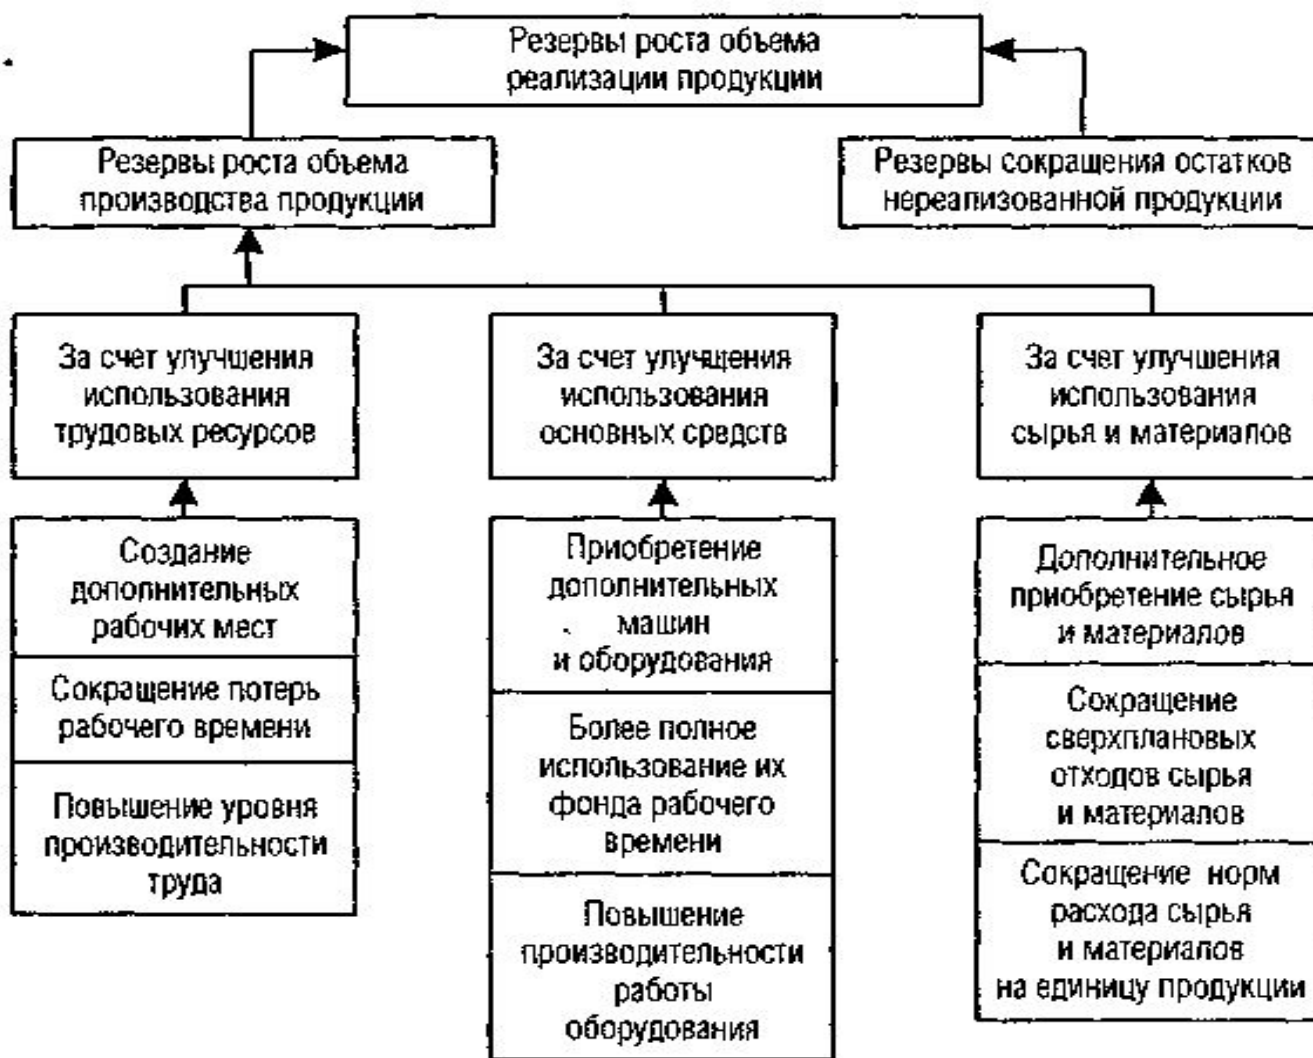 Резервы роста объема
реализации продукции
Резервы роста объема
производства продукции
Резервы сокращения остатков
нереализованной продукции
За счет улучшения
использования
трудовых ресурсов
За счет улучшения
использования
основных средств
За счет улучшения
использования
сырья и материалов
Создание
дополнительных
рабочих мест
Сокращение потерь
рабочего времени
Повышение уровня
производительности
труда
Приобретение
дополнительных
машин
и оборудования
Более полное
использование их
фонда рабочего
времени
Повышение
производительности
работы
оборудования
Дополнительное
приобретение сырья
и материалов
Сокращение
сверхплановых
отходов сырья
и материалов
Сокращение норм
расхода сырья
и материалов
на единицу продукции